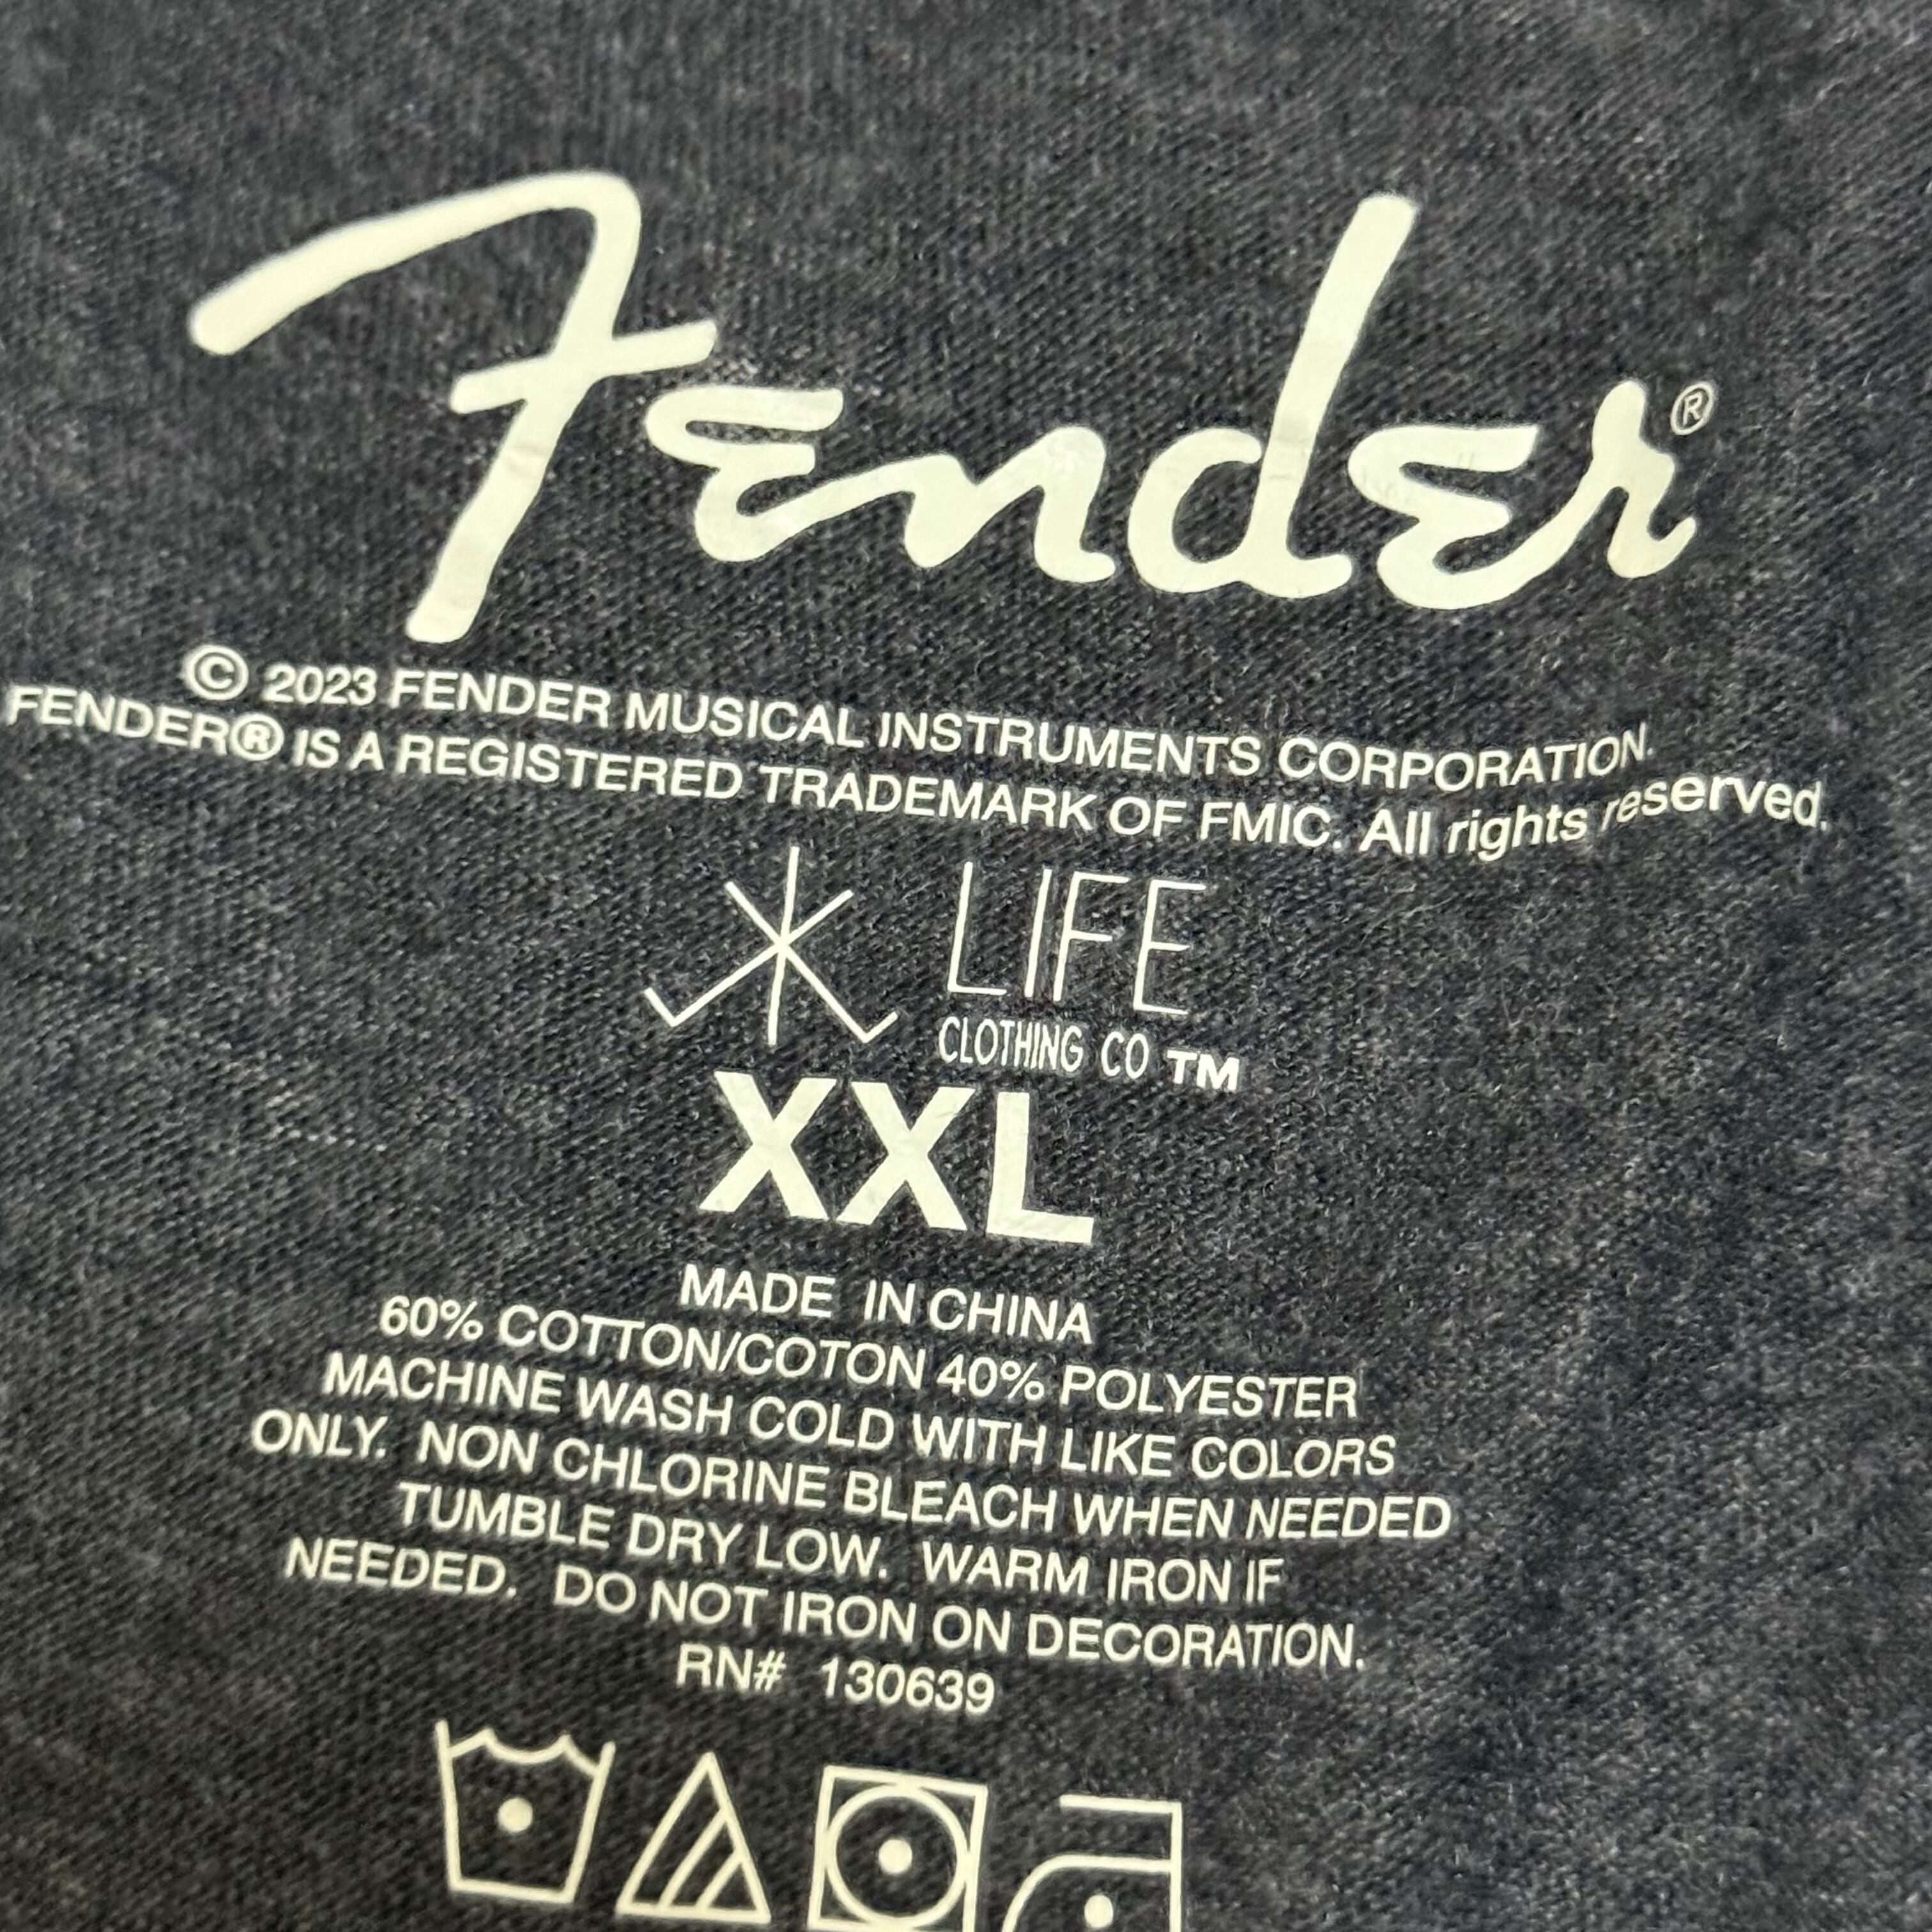 Fender®
© 2023 FENDER MUSICAL INSTRUMENTS CORPORATION.
FENDER® IS A REGISTERED TRADEMARK OF FMIC. All rights reserved.
LIFE
CLOTHING CO ™
XXL
MADE IN CHINA
60% COTTON/COTON 40% POLYESTER
MACHINE WASH COLD WITH LIKE COLORS
ONLY. NON CHLORINE BLEACH WHEN NEEDED
TUMBLE DRY LOW. WARM IRON IF
NEEDED. DO NOT IRON ON DECORATION.
RN# 130639